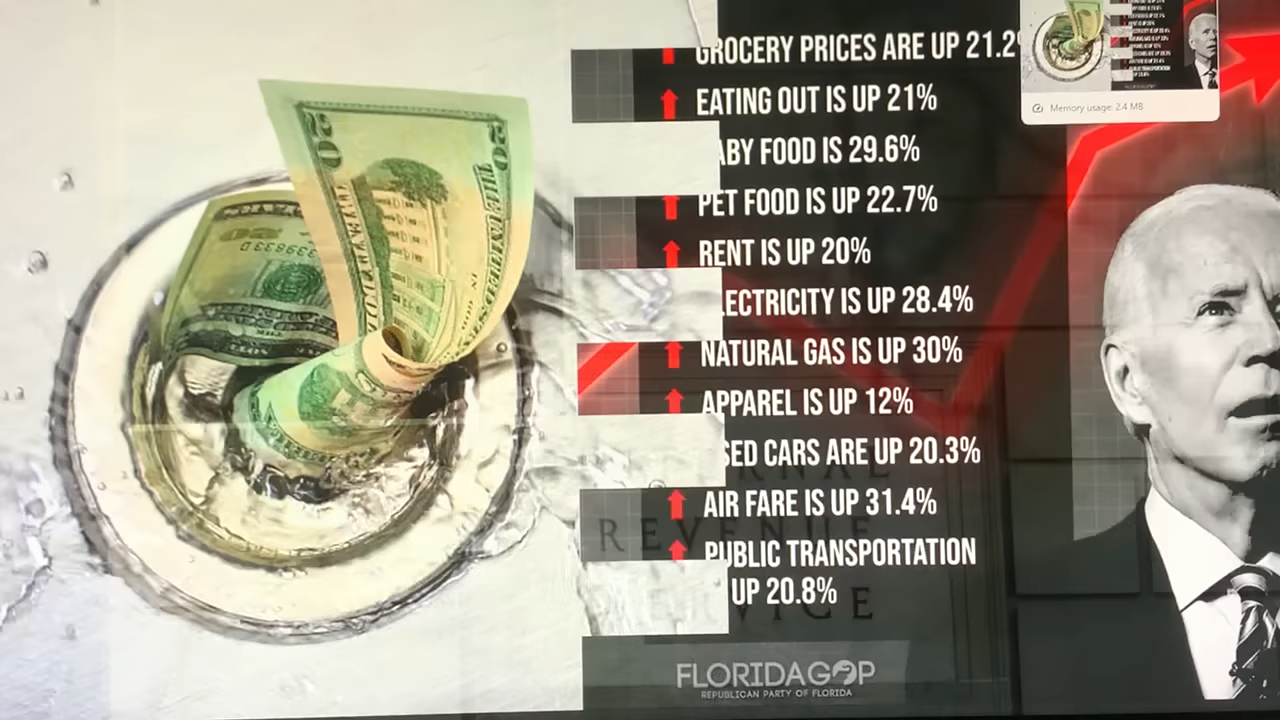 GROCERY PRICES ARE UP 21.2
EATING OUT IS UP 21%
ABY FOOD IS 29.6%
PET FOOD IS UP 22.7%
RENT IS UP 20%
LECTRICITY IS UP 28.4%
NATURAL GAS IS UP 30%
APPAREL IS UP 12%
SED CARS ARE UP 20.3%
AIR FARE IS UP 31.4%
REVENUE
PUBLIC TRANSPORTATION
UP 20.8%
FLORIDAGOP
REPUBLICAN PARTY OF FLORIDA
Memory usage: 2.4 MB
20
20